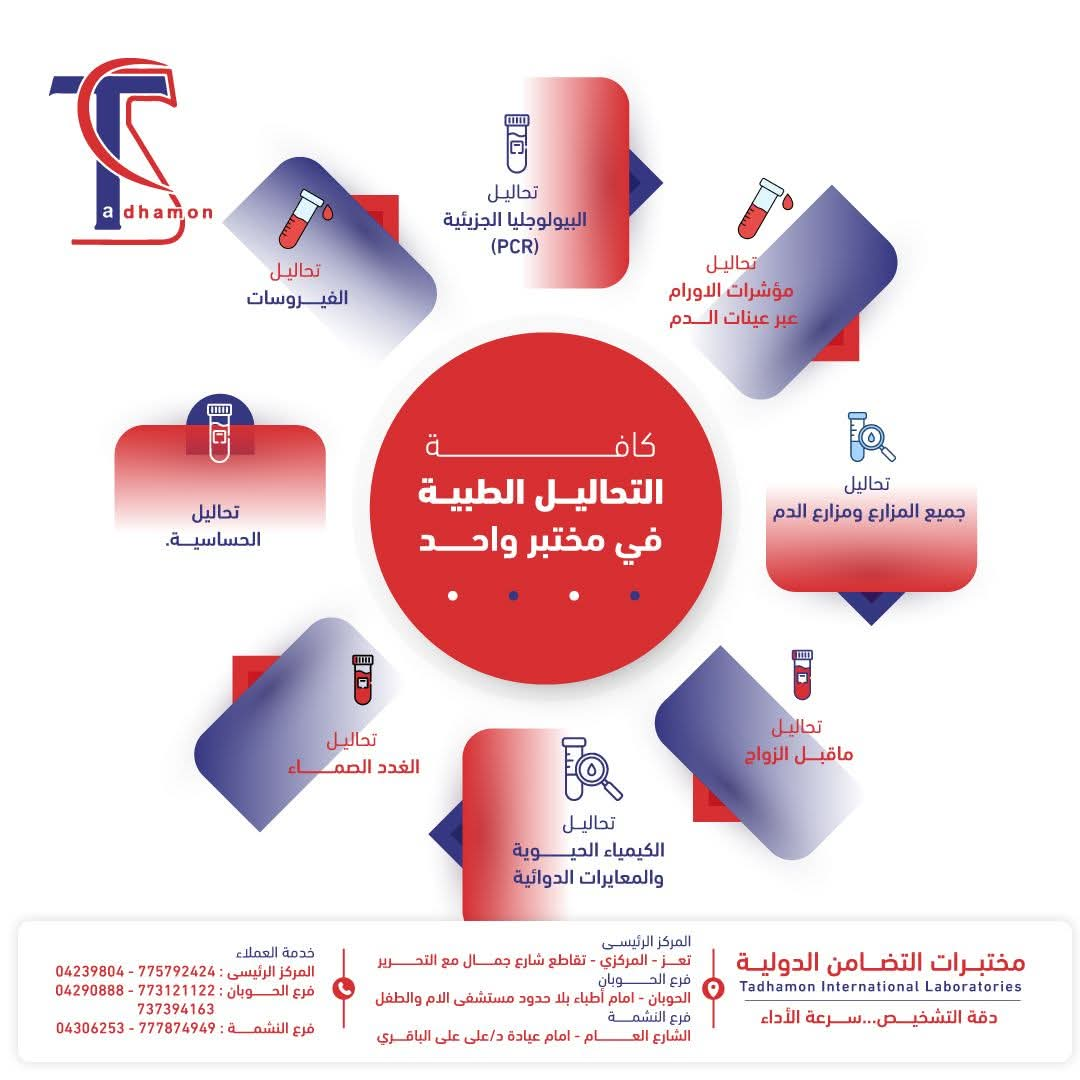 Tadhamon
تحاليل
البيولوجليا الجزيئية
(PCR)
تحاليل
مؤشرات الاورام
عبر عينات الدم
تحاليل
جميع المزارع ومزارع الدم
تحاليل
ماقبل الزواج
تحاليل
الكيمياء الحيوية
والمعايرات الدوائية
تحاليل
الغدد الصماء
تحاليل
الحساسية.
تحاليل
الفيروسات
كافة
التحاليل الطبية
في مختبر واحد
مختبرات التضامن الدولية
Tadhamon International Laboratories
دقة التشخيص...سرعة الأداء
المركز الرئيسى
تعز - المركزي - تقاطع شارع جمال مع التحرير
فرع الحوبان
الحوبان - امام أطباء بلا حدود مستشفى الام والطفل
فرع النشمة
الشارع العام - امام عيادة د/على على الباقري
خدمة العملاء
المركز الرئيسى : 775792424 - 04239804
فرع الحوبان : 773121122 - 04290888
737394163
فرع النشمة : 777874949 - 04306253